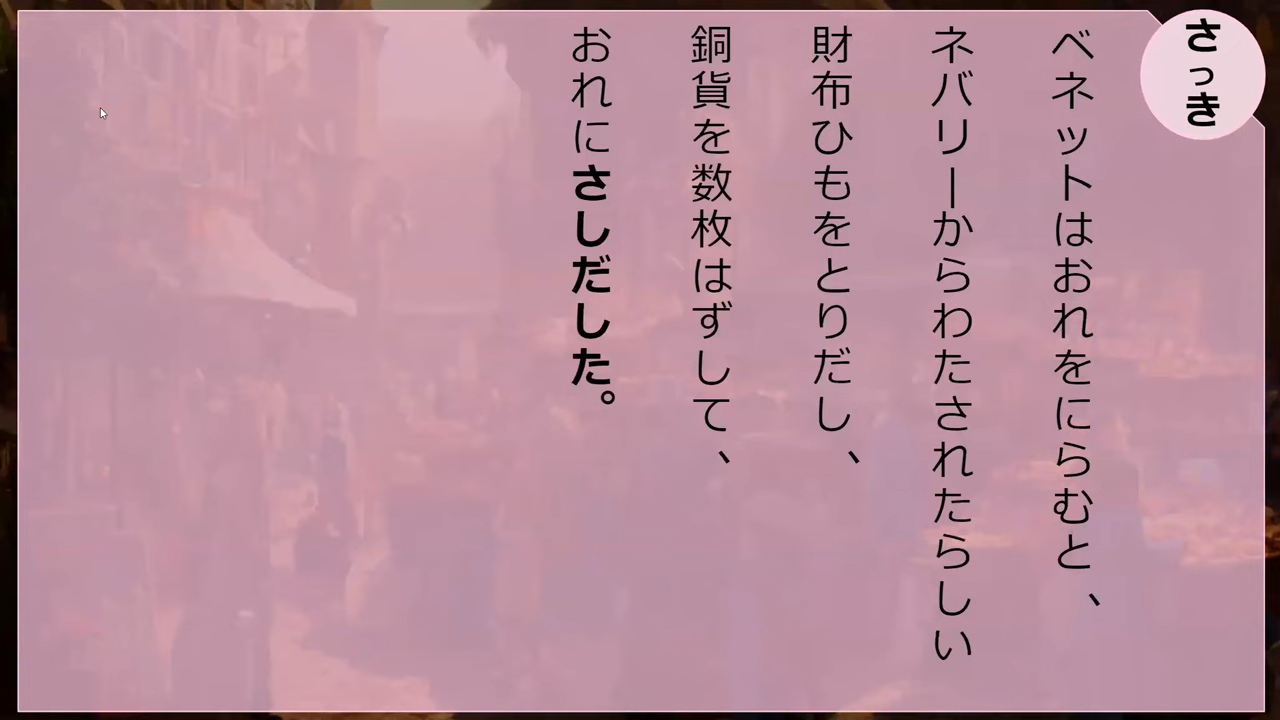 さっき
ベネットはおれをにらむと、
ネバリーからわたされたらしい
財布ひもをとりだし、
銅貨を数枚はずして、
おれにさしだした。